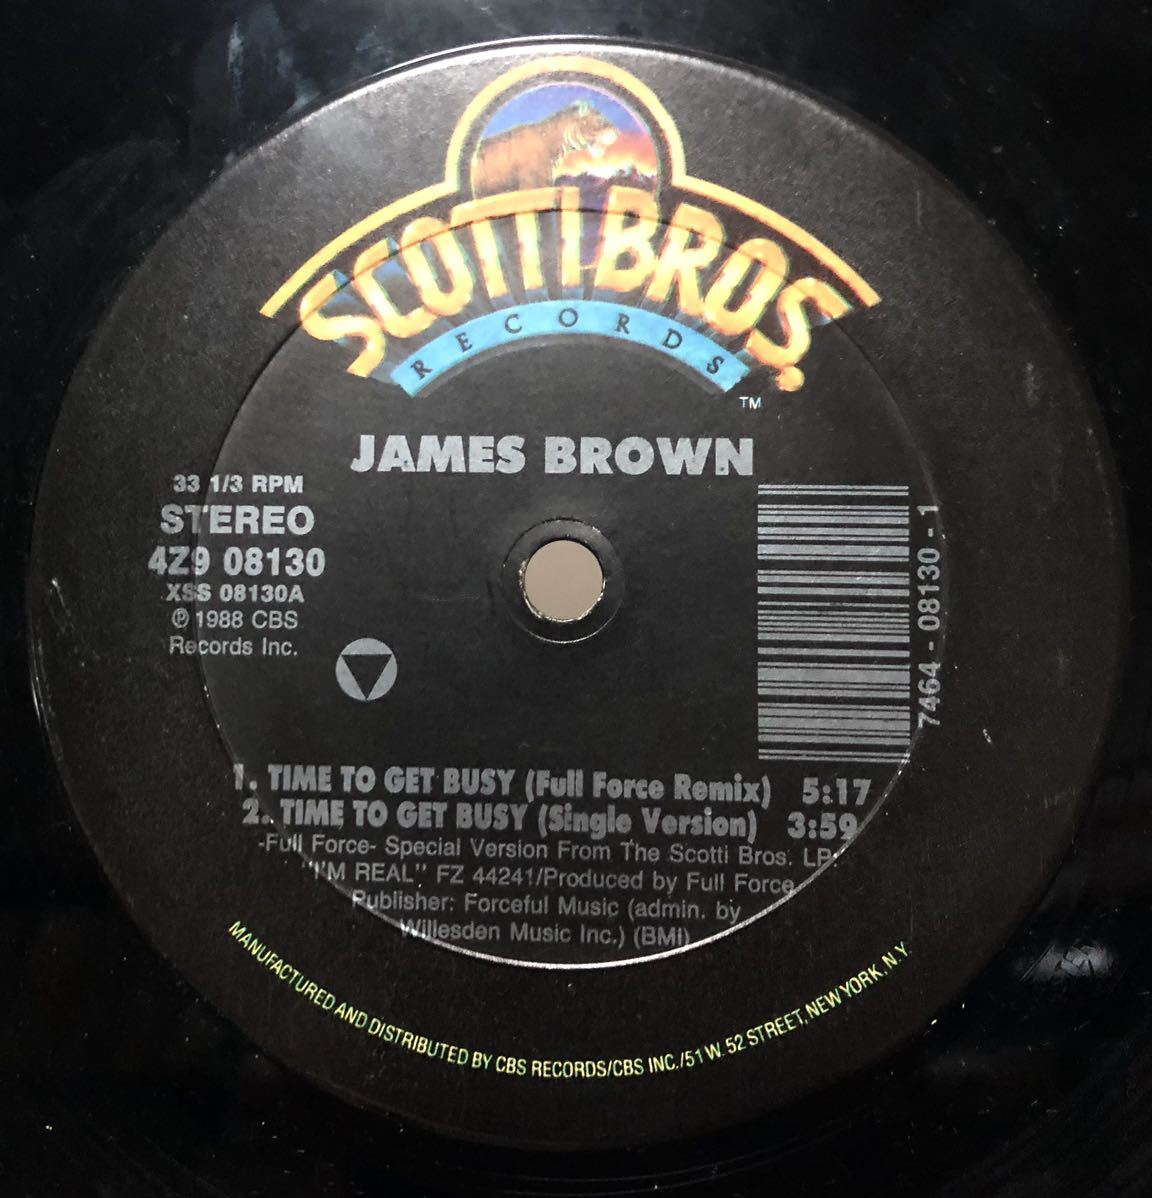 SCOTTI BROS.
RECORDS
TM
JAMES BROWN
33 1/3 RPM
STEREO
4Z9 08130
XSS 08130A
℗ 1988 CBS
Records Inc.
7464 - 08130 - 1
1. TIME TO GET BUSY (Full Force Remix) 5:17
2. TIME TO GET BUSY (Single Version) 3:59
-Full Force- Special Version From The Scotti Bros. LP:
"I'M REAL" FZ 44241/Produced by Full Force
Publisher: Forceful Music (admin. by
Willesden Music Inc.) (BMI)
MANUFACTURED AND DISTRIBUTED BY CBS RECORDS/CBS INC./51 W. 52 STREET, NEW YORK, N.Y.